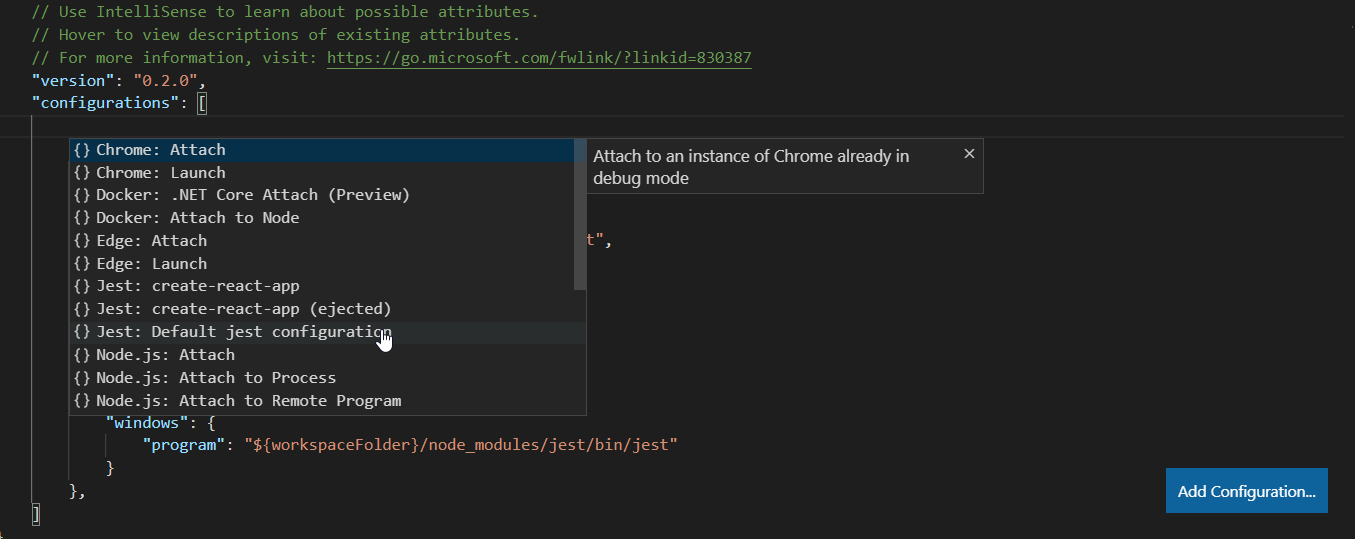 // Use IntelliSense to learn about possible attributes.
// Hover to view descriptions of existing attributes.
// For more information, visit: https://go.microsoft.com/fwlink/?linkid=830387
"version": "0.2.0",
"configurations": [
{} Chrome: Attach
Attach to an instance of Chrome already in
debug mode
{} Chrome: Launch
{} Docker: .NET Core Attach (Preview)
{} Docker: Attach to Node
{} Edge: Attach
t",
{} Edge: Launch
{} Jest: create-react-app
{} Jest: create-react-app (ejected)
{} Jest: Default jest configuration
{} Node.js: Attach
{} Node.js: Attach to Process
{} Node.js: Attach to Remote Program
"windows": {
"program": "${workspaceFolder}/node_modules/jest/bin/jest"
}
},
]
Add Configuration...